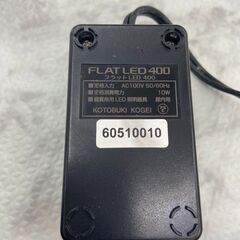 FLAT LED 400
フラットLED 400
定格入力 AC100V 50/60Hz
定格消費電力 10W
観賞魚用LED照明器具 屋内用
KOTOBUKI KOGEI
60510010